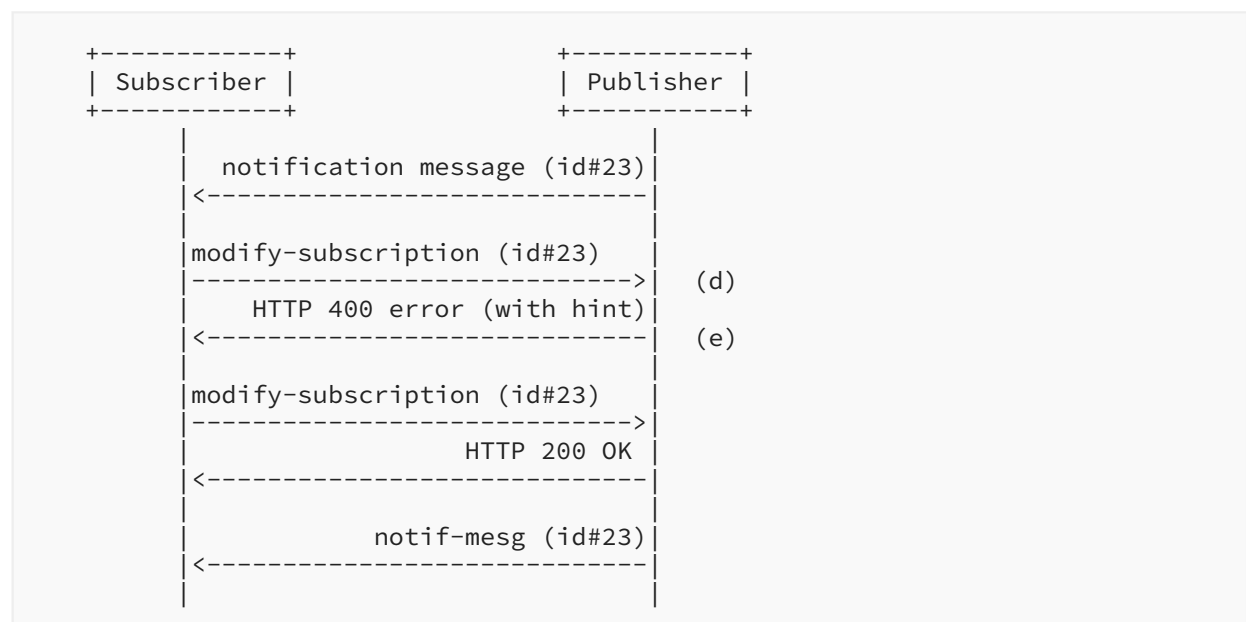 +------------+                 +-----------+
| Subscriber |                 | Publisher |
+------------+                 +-----------+
      |                              |
      |  notification message (id#23)|
      |<-----------------------------|
      |                              |
      |modify-subscription (id#23)   |
      |----------------------------->|  (d)
      |    HTTP 400 error (with hint)|
      |<-----------------------------|  (e)
      |                              |
      |modify-subscription (id#23)   |
      |----------------------------->|
      |                  HTTP 200 OK |
      |<-----------------------------|
      |                              |
      |            notif-mesg (id#23)|
      |<-----------------------------|
      |                              |